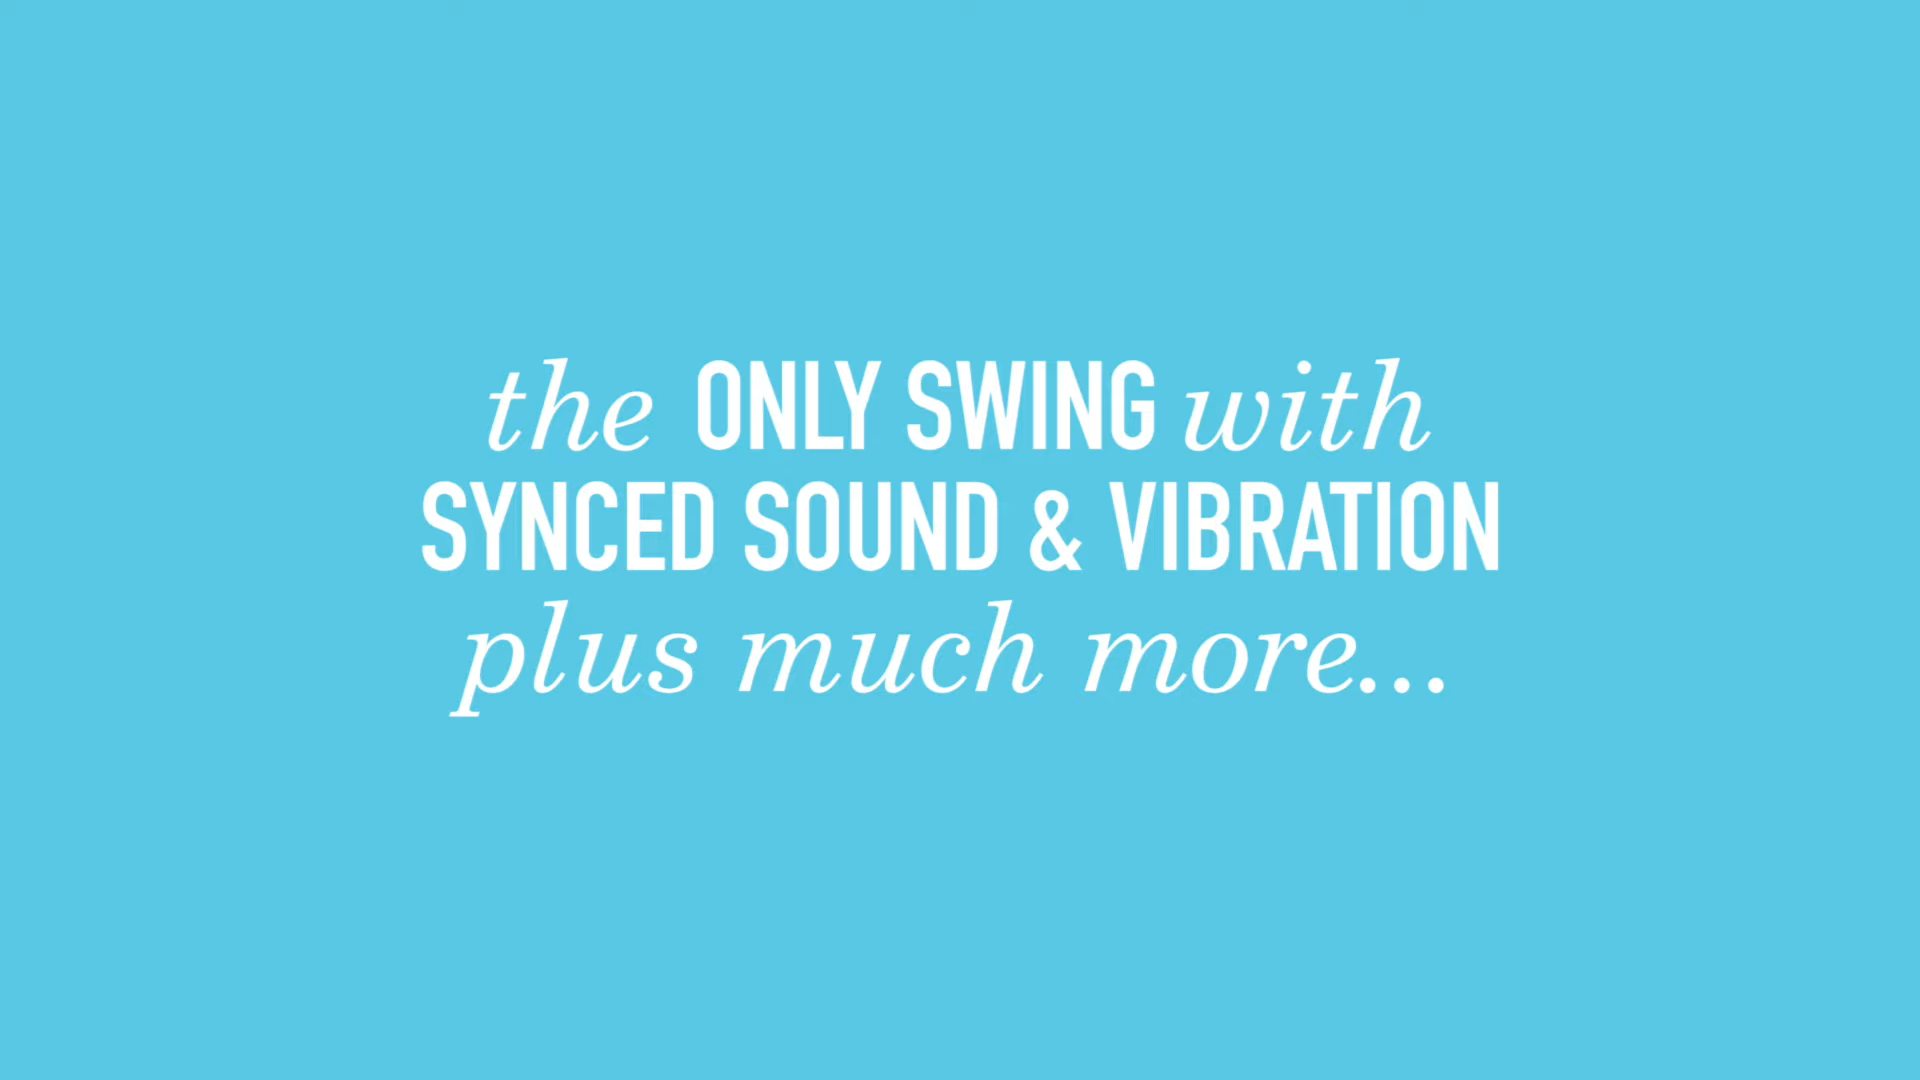 the ONLY SWING with
SYNCED SOUND & VIBRATION
plus much more...